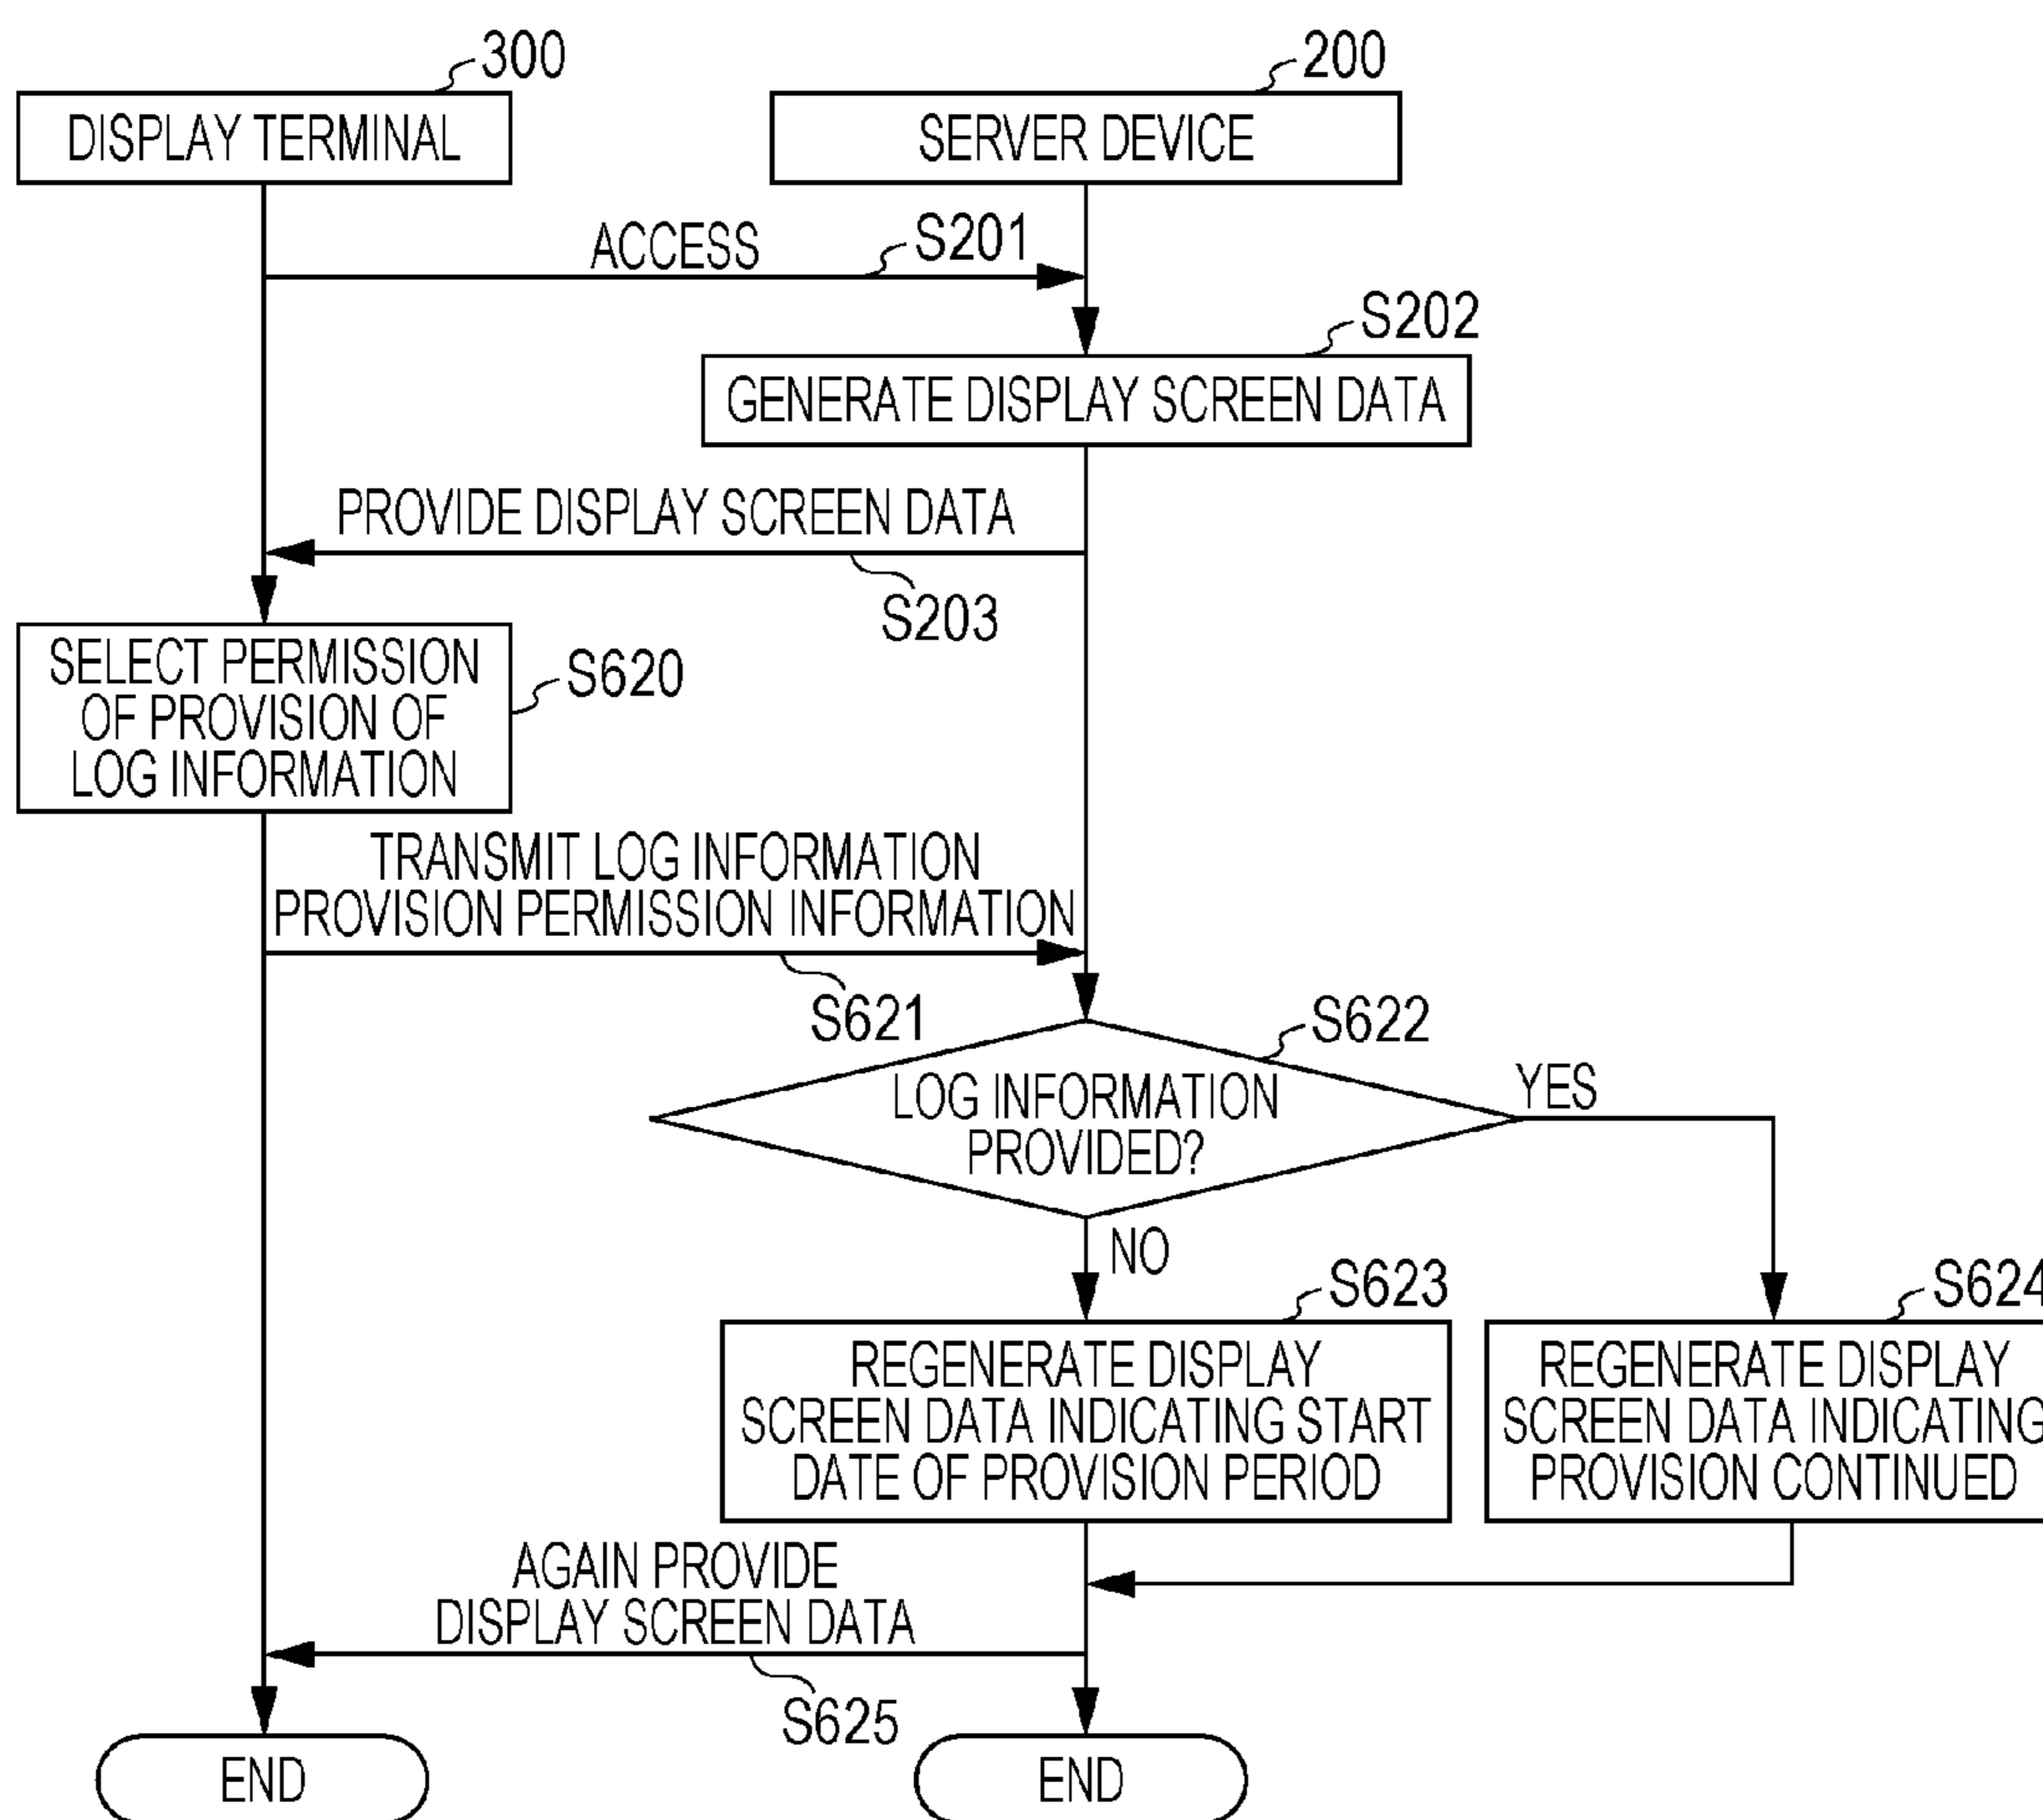 300
200
DISPLAY TERMINAL
SERVER DEVICE
ACCESS
S201
S202
GENERATE DISPLAY SCREEN DATA
PROVIDE DISPLAY SCREEN DATA
S203
SELECT PERMISSION
OF PROVISION OF
LOG INFORMATION
S620
TRANSMIT LOG INFORMATION
PROVISION PERMISSION INFORMATION
S621
S622
LOG INFORMATION
PROVIDED?
YES
NO
S623
S624
REGENERATE DISPLAY
SCREEN DATA INDICATING START
DATE OF PROVISION PERIOD
REGENERATE DISPLAY
SCREEN DATA INDICATING
PROVISION CONTINUED
AGAIN PROVIDE
DISPLAY SCREEN DATA
S625
END
END